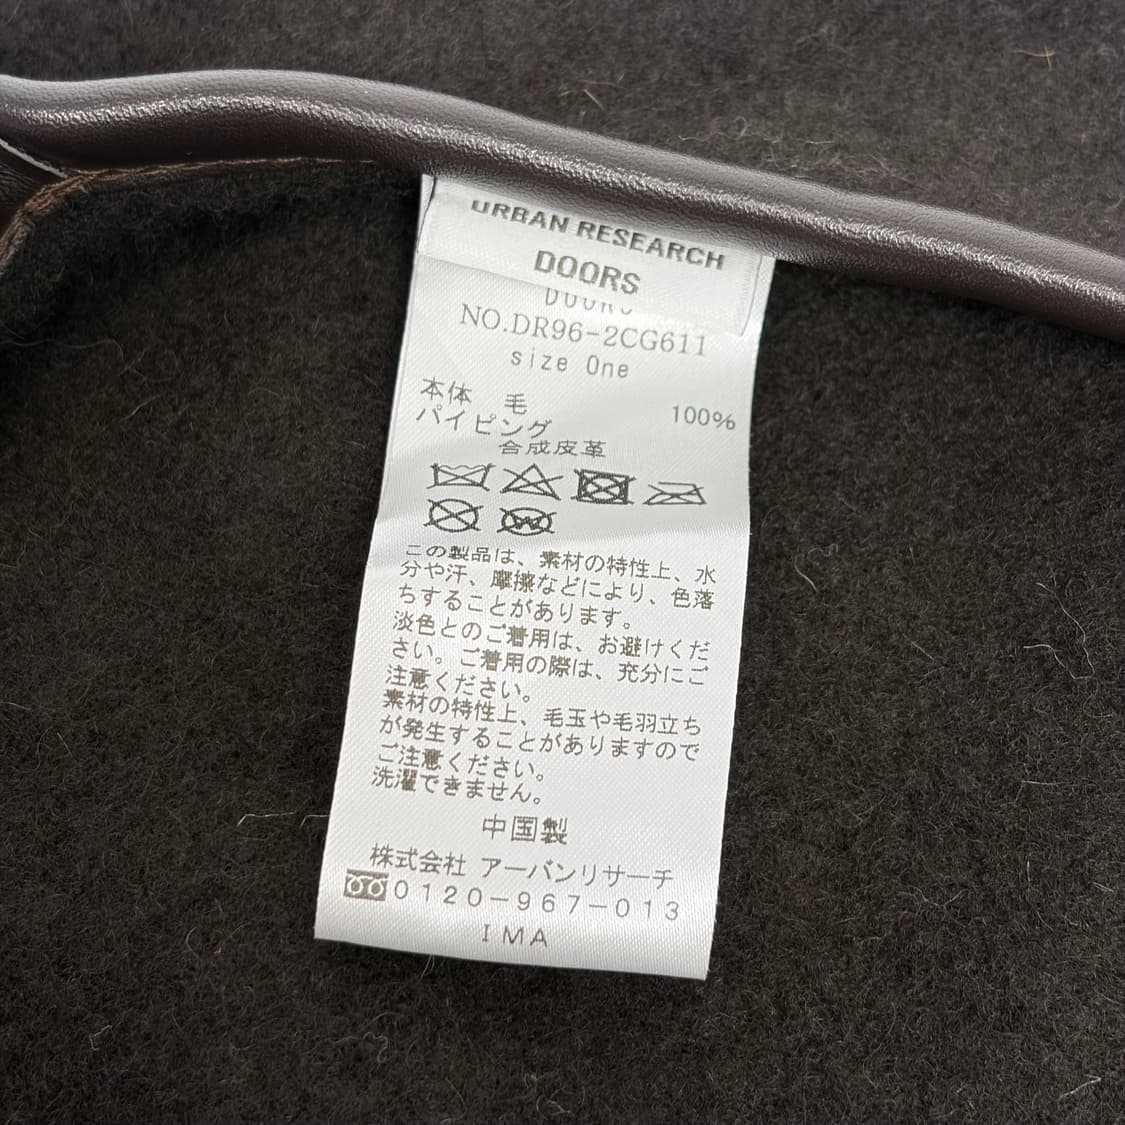 URBAN RESEARCH
DOORS
DOORS
NO.DR96-2CG611
size One
本体 毛 100%
パイピング
合成皮革
この製品は、素材の特性上、水
分や汗、摩擦などにより、色落
ちすることがあります。
淡色とのご着用は、お避けくだ
さい。ご着用の際は、充分にご
注意ください。
素材の特性上、毛玉や毛羽立ち
が発生することがありますので
ご注意ください。
洗濯できません。
中国製
株式会社 アーバンリサーチ
0120-967-013
IMA